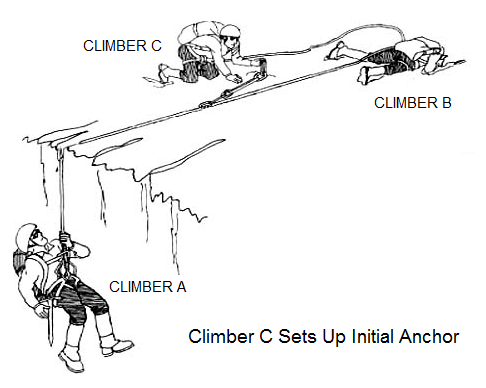 CLIMBER C
CLIMBER B
CLIMBER A
Climber C Sets Up Initial Anchor